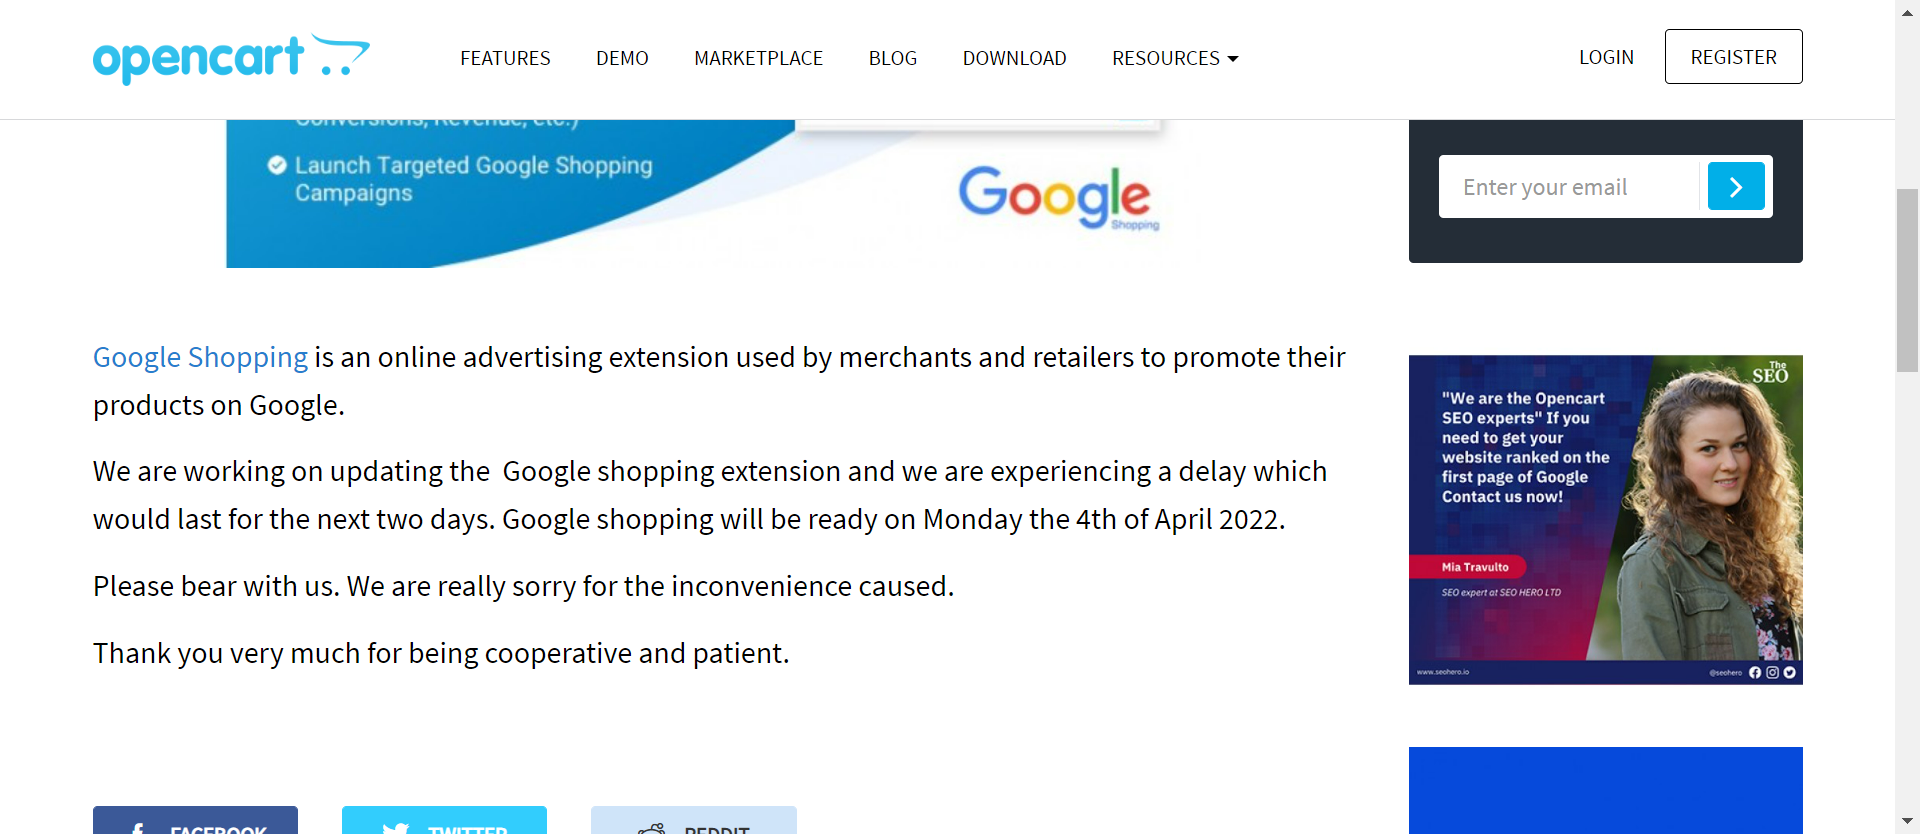 opencart
FEATURES DEMO MARKETPLACE BLOG DOWNLOAD RESOURCES
LOGIN REGISTER
Conversions, Revenue, etc.)
Launch Targeted Google Shopping
Campaigns
Google
Shopping
Enter your email
Google Shopping is an online advertising extension used by merchants and retailers to promote their
products on Google.
We are working on updating the  Google shopping extension and we are experiencing a delay which
would last for the next two days. Google shopping will be ready on Monday the 4th of April 2022.
Please bear with us. We are really sorry for the inconvenience caused.
Thank you very much for being cooperative and patient.
The
SEO
"We are the Opencart
SEO experts" If you
need to get your
website ranked on the
first page of Google
Contact us now!
Mia Travulto
SEO expert at SEO HERO LTD
www.seohero.io
@seohero
FACEBOOK TWITTER REDDIT